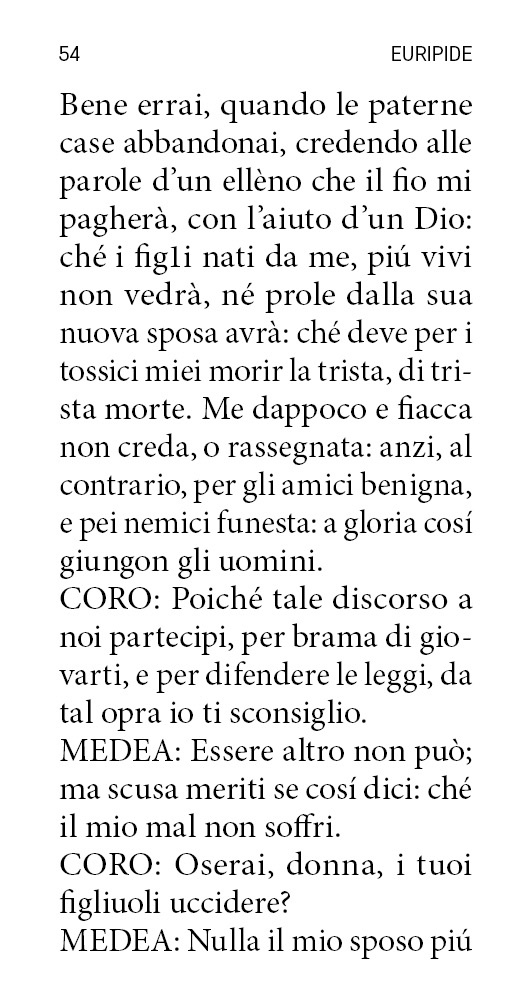 54 EURIPIDE
Bene errai, quando le paterne
case abbandonai, credendo alle
parole d’un ellèno che il fio mi
pagherà, con l’aiuto d’un Dio:
ché i figli nati da me, piú vivi
non vedrà, né prole dalla sua
nuova sposa avrà: ché deve per i
tossici miei morir la trista, di tri-
sta morte. Me dappoco e fiacca
non creda, o rassegnata: anzi, al
contrario, per gli amici benigna,
e pei nemici funesta: a gloria cosí
giungon gli uomini.
CORO: Poiché tale discorso a
noi partecipi, per brama di gio-
varti, e per difendere le leggi, da
tal opra io ti sconsiglio.
MEDEA: Essere altro non può;
ma scusa meriti se cosí dici: ché
il mio mal non soffri.
CORO: Oserai, donna, i tuoi
figliuoli uccidere?
MEDEA: Nulla il mio sposo piú